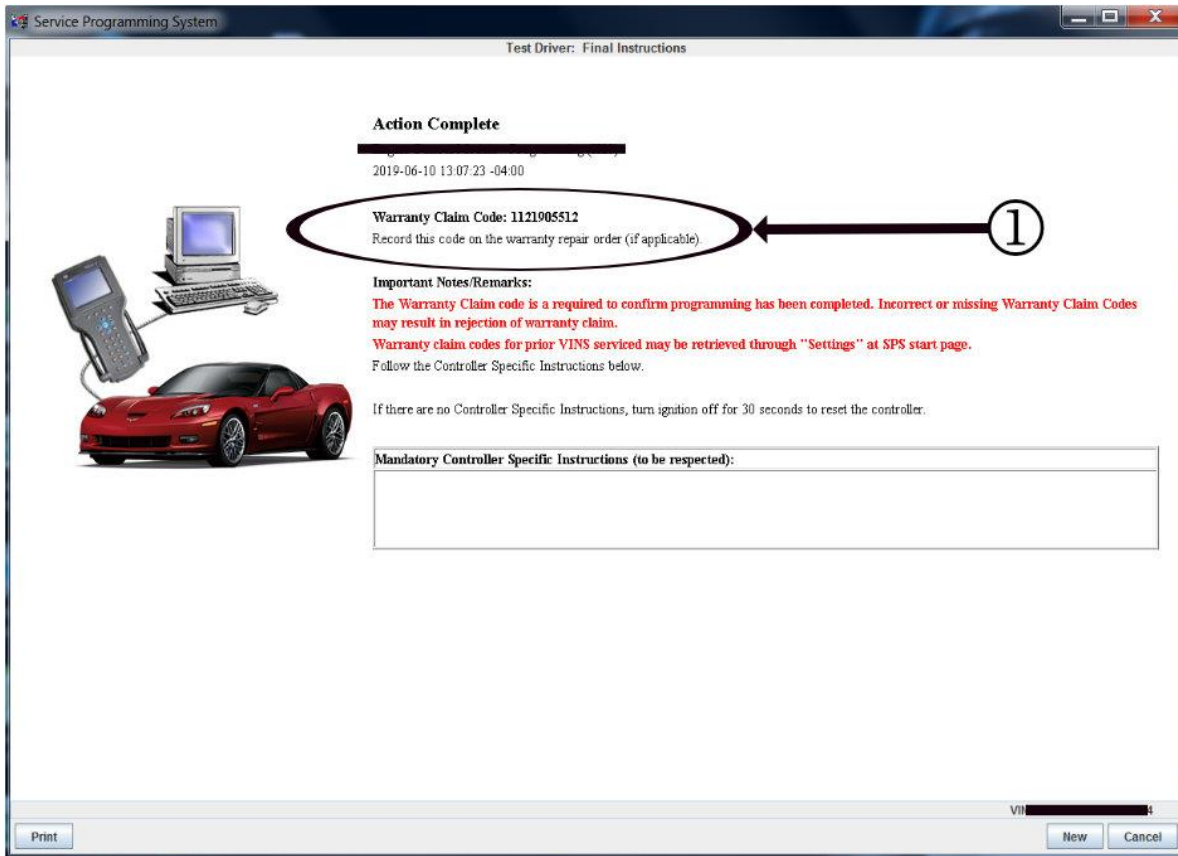 Service Programming System
Test Driver: Final Instructions
Action Complete
2019-06-10 13:07:23 -04:00
Warranty Claim Code: 1121905512
Record this code on the warranty repair order (if applicable).
①
Important Notes/Remarks:
The Warranty Claim code is a required to confirm programming has been completed. Incorrect or missing Warranty Claim Codes
may result in rejection of warranty claim.
Warranty claim codes for prior VINS serviced may be retrieved through "Settings" at SPS start page.
Follow the Controller Specific Instructions below.
If there are no Controller Specific Instructions, turn ignition off for 30 seconds to reset the controller.
Mandatory Controller Specific Instructions (to be respected):
VIN 4
Print New Cancel